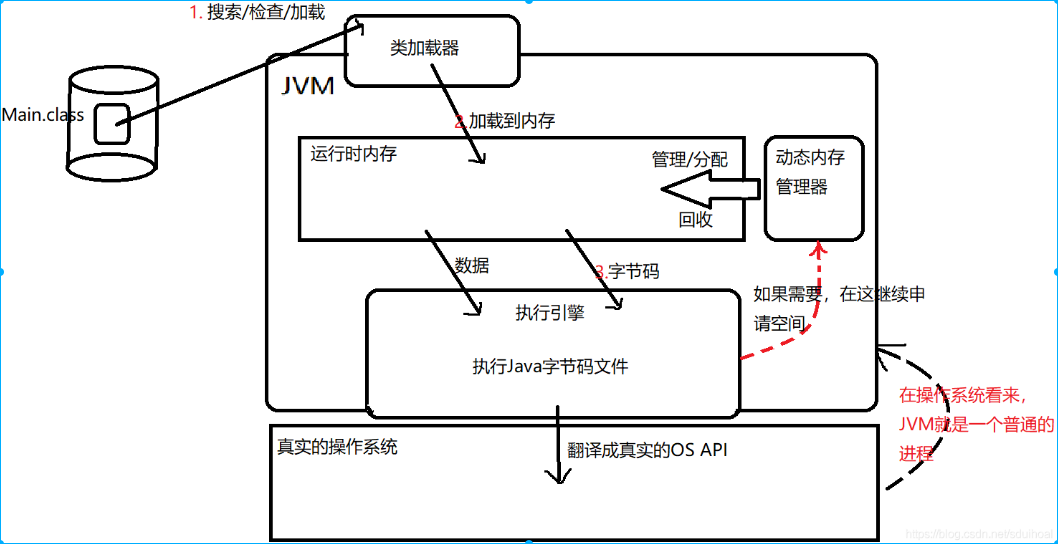 1. 搜索/检查/加载
类加载器
JVM
Main.class
2.加载到内存
运行时内存
管理/分配
回收
动态内存
管理器
数据
3.字节码
如果需要，在这继续申
请空间
执行引擎
执行Java字节码文件
在操作系统看来，
JVM就是一个普通的
进程
真实的操作系统
翻译成真实的OS API